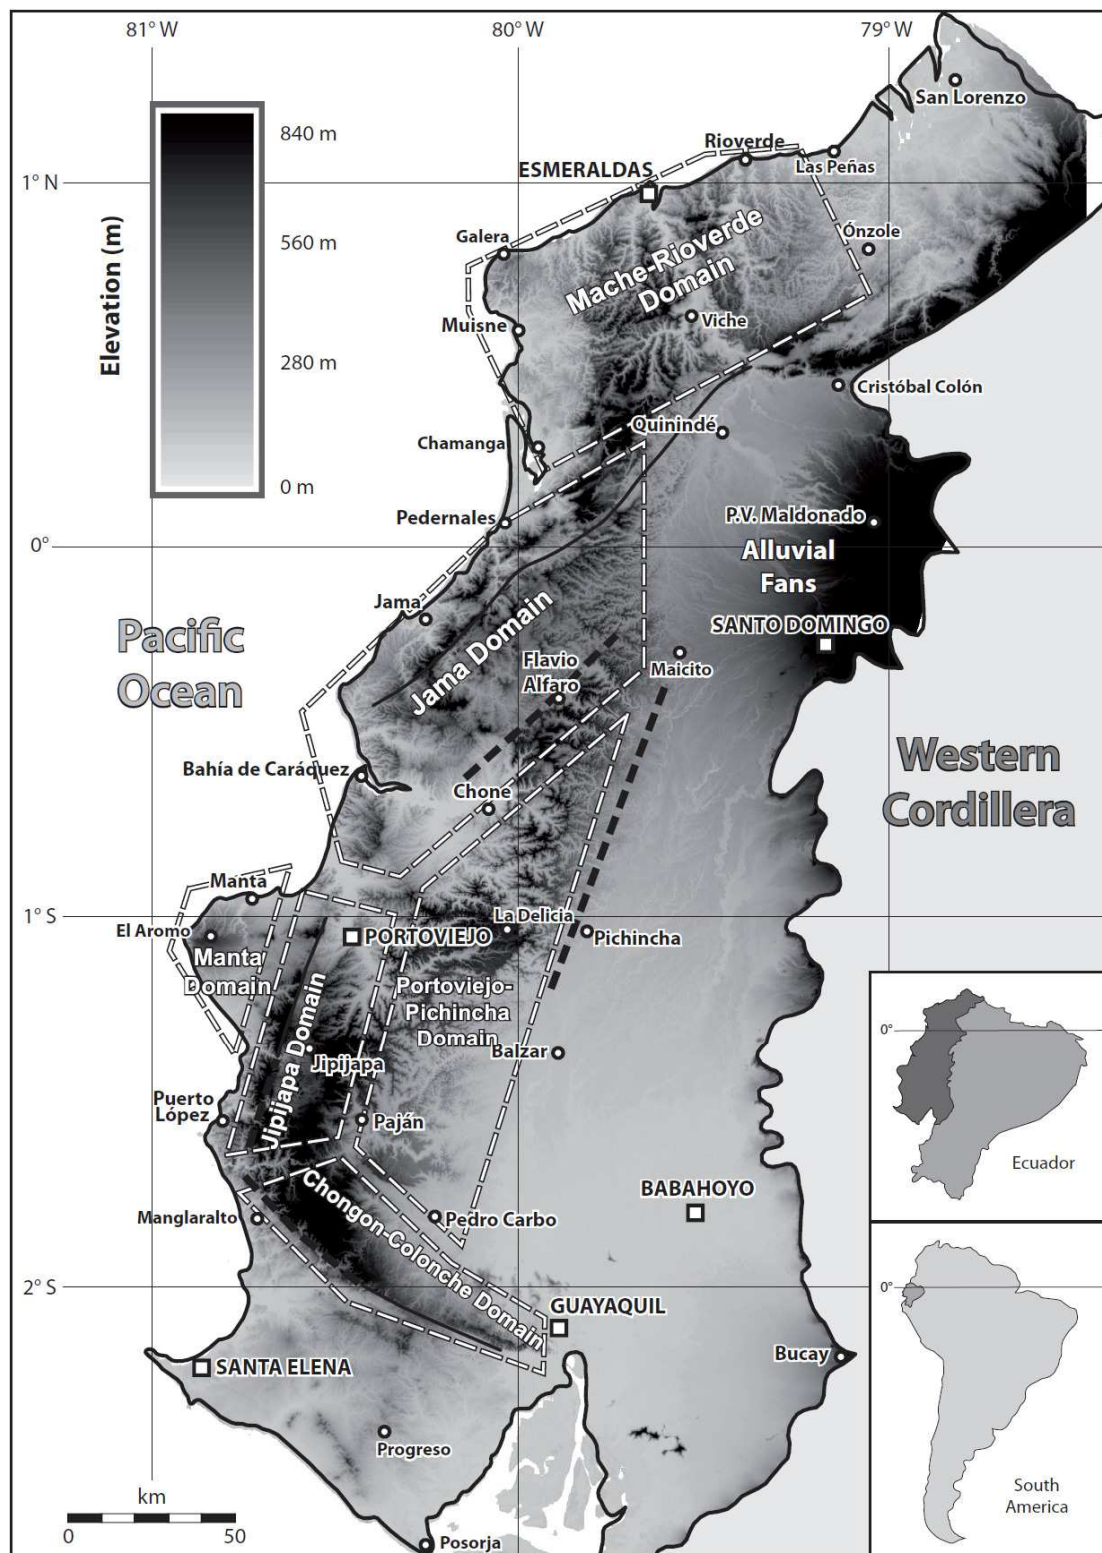 81°W
80°W
79°W
840 m
560 m
280 m
0 m
Elevation (m)
San Lorenzo
Rioverde
Las Peñas
ESMERALDAS
1° N
Galera
Ónzole
Mache-Rioverde
Domain
Muisne
Viche
Cristóbal Colón
Chamanga
Quinindé
Pedernales
P.V. Maldonado
0°
Alluvial
Fans
Jama
SANTO DOMINGO
Pacific
Ocean
Jama Domain
Flavio
Alfaro
Maicito
Western
Cordillera
Bahía de Caráquez
Chone
Manta
1° S
El Aromo
La Delicia
PORTOVIEJO
Pichincha
Manta
Domain
Portoviejo-
Pichincha
Domain
Jipijapa Domain
Jipijapa
Balzar
Puerto
López
Paján
Ecuador
0°
Chongon-Colonche Domain
BABAHOYO
Manglaralto
Pedro Carbo
2° S
0°
GUAYAQUIL
Bucay
SANTA ELENA
Progreso
km
0
50
Posorja
South
America